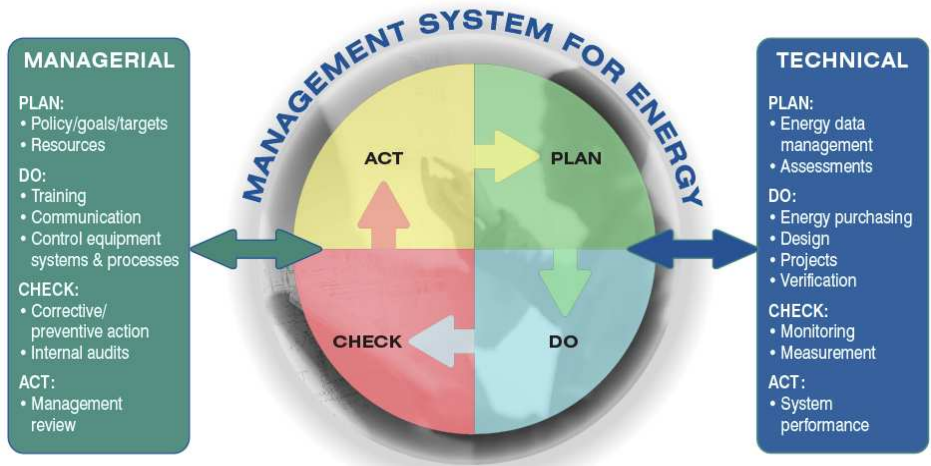 MANAGEMENT SYSTEM FOR ENERGY
MANAGERIAL
PLAN:
• Policy/goals/targets
• Resources
DO:
• Training
• Communication
• Control equipment
systems & processes
CHECK:
• Corrective/
preventive action
• Internal audits
ACT:
• Management
review
ACT
PLAN
CHECK
DO
TECHNICAL
PLAN:
• Energy data
management
• Assessments
DO:
• Energy purchasing
• Design
• Projects
• Verification
CHECK:
• Monitoring
• Measurement
ACT:
• System
performance